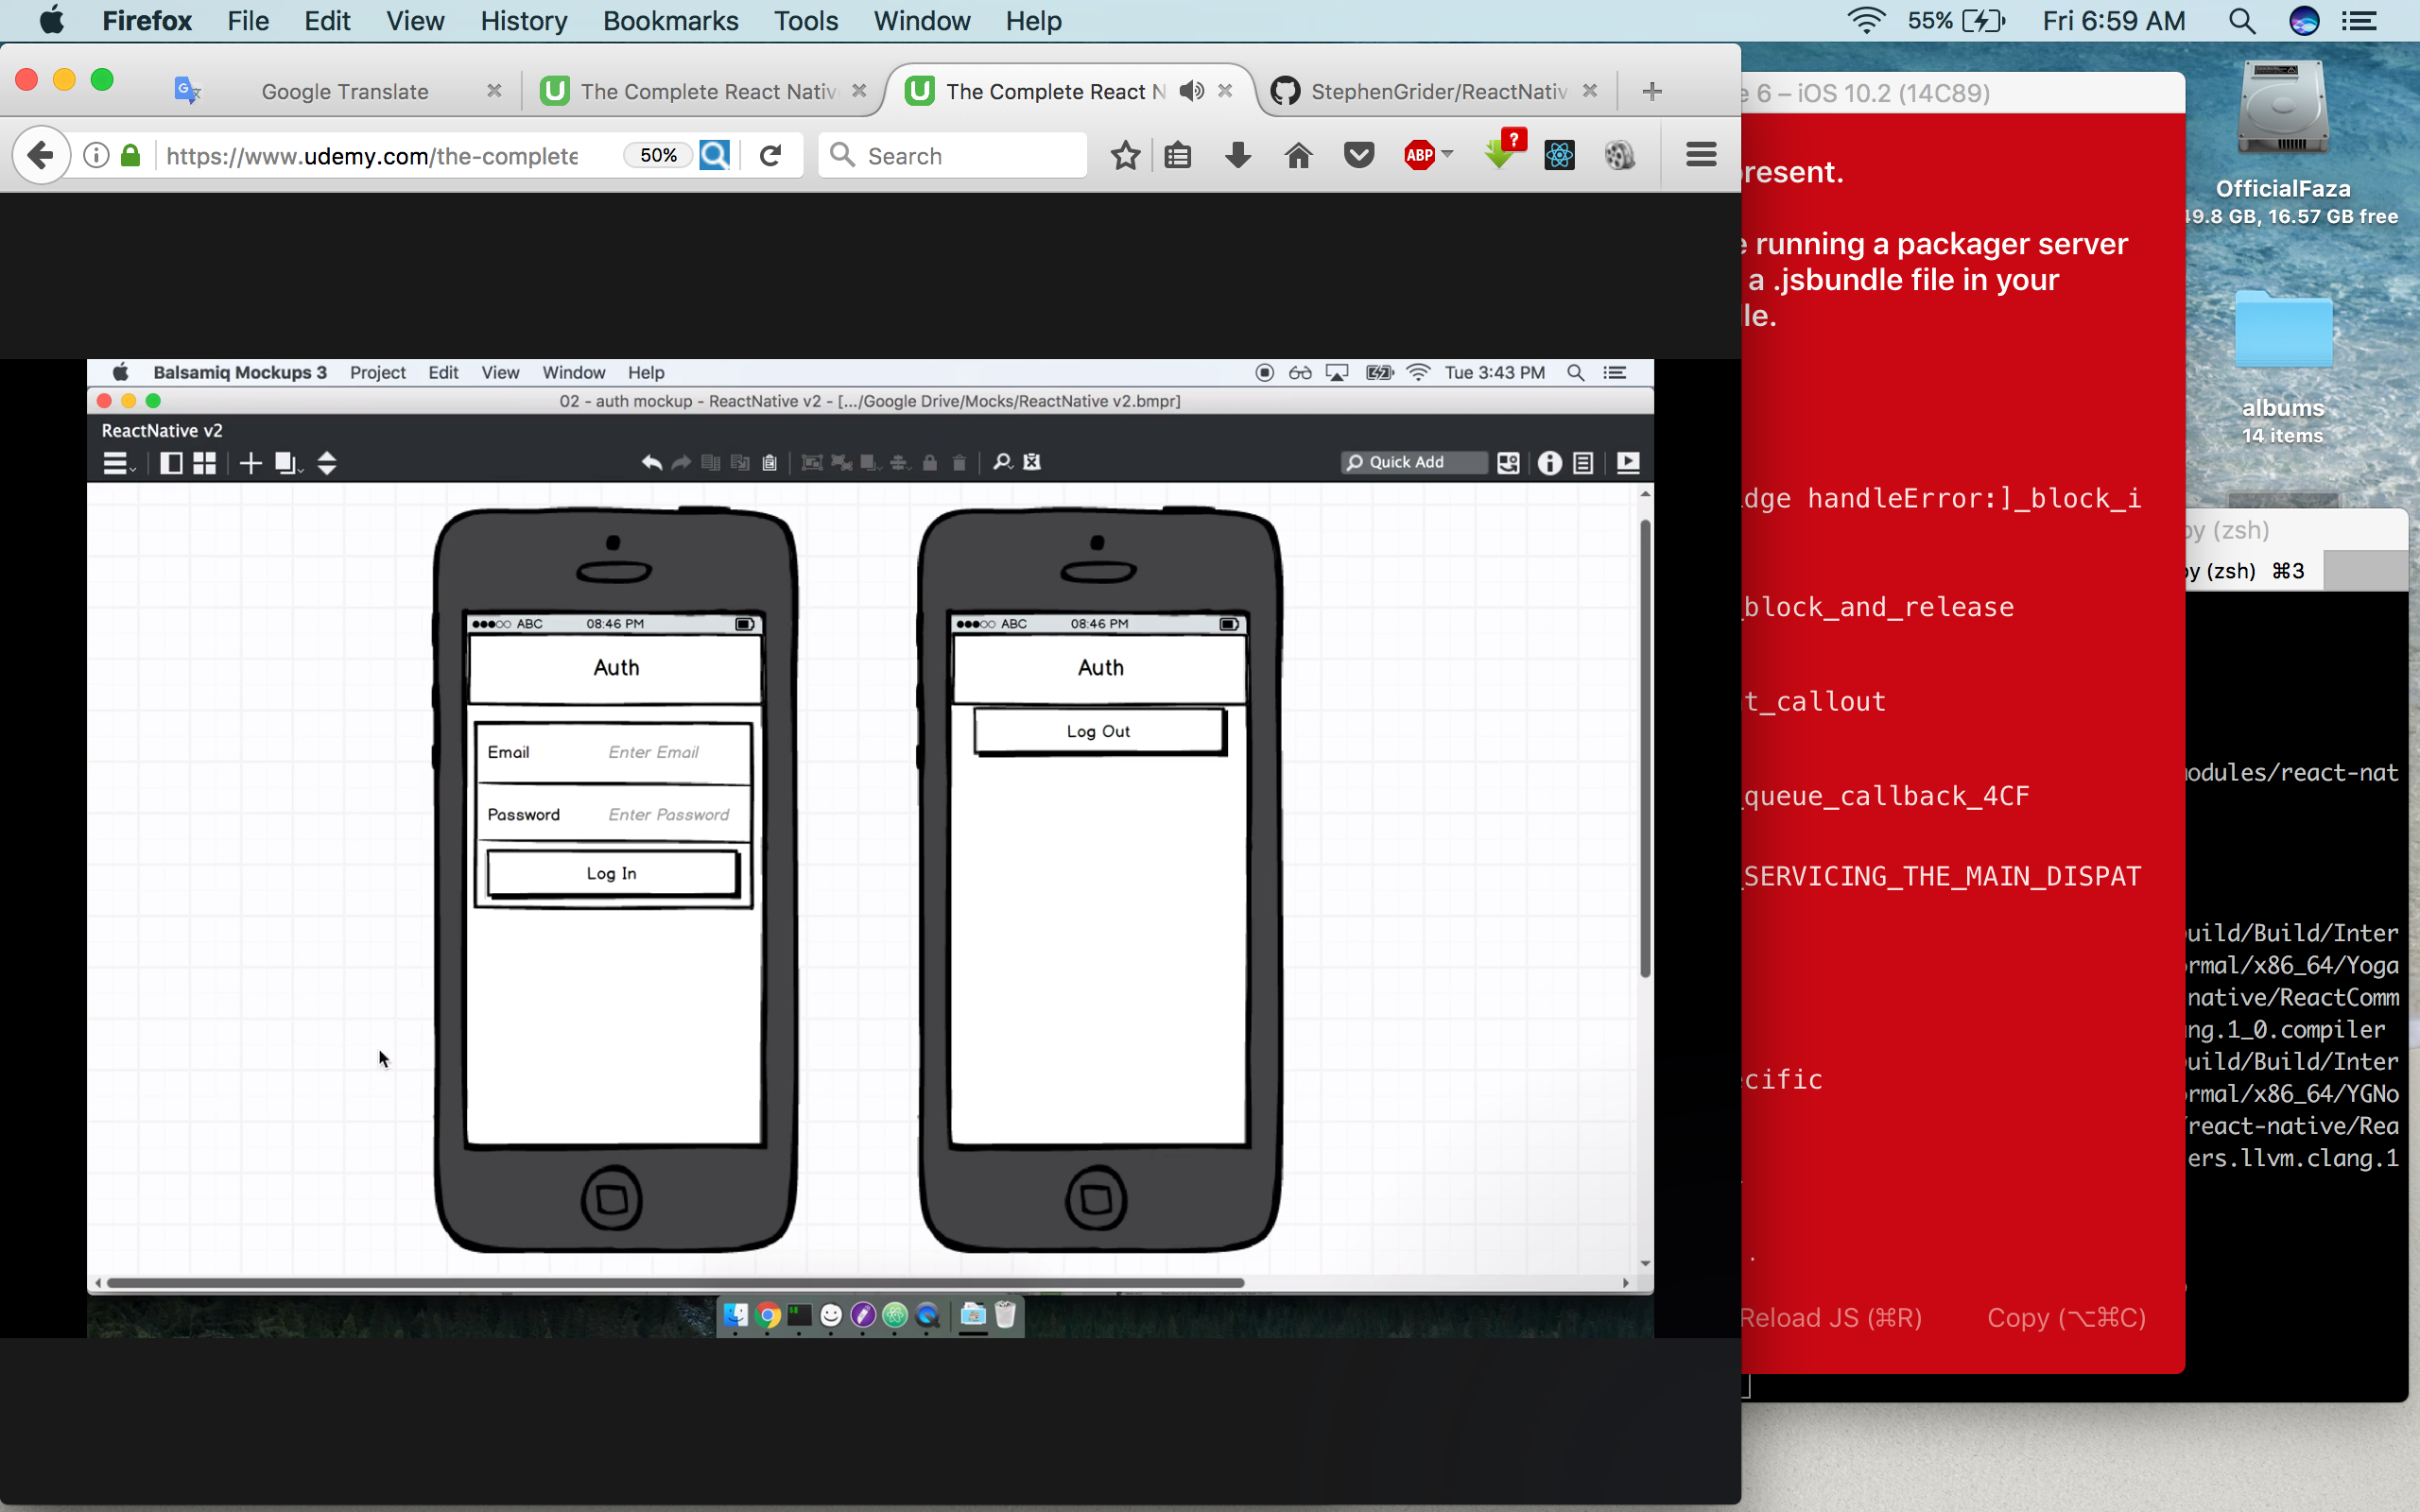 Firefox File Edit View History Bookmarks Tools Window Help 55% Fri 6:59 AM
Google Translate
The Complete React Nativ
The Complete React N
StephenGrider/ReactNativ
https://www.udemy.com/the-complete 50% Search ABP ?
6 – iOS 10.2 (14C89)
resent.
running a packager server
a .jsbundle file in your
le.
dge handleError:]_block_i
_block_and_release
t_callout
_queue_callback_4CF
_SERVICING_THE_MAIN_DISPAT
cific
.
Reload JS (⌘R) Copy (⌥⌘C)
OfficialFaza
49.8 GB, 16.57 GB free
albums
14 items
py (zsh)
py (zsh) ⌘3
odules/react-nat
uild/Build/Inter
rmal/x86_64/Yoga
native/ReactComm
ng.1_0.compiler
uild/Build/Inter
rmal/x86_64/YGNo
/react-native/Rea
ers.llvm.clang.1
Balsamiq Mockups 3 Project Edit View Window Help Tue 3:43 PM
02 - auth mockup - ReactNative v2 - [.../Google Drive/Mocks/ReactNative v2.bmpr]
ReactNative v2
Quick Add
ABC 08:46 PM
Auth
Email Enter Email
Password Enter Password
Log In
ABC 08:46 PM
Auth
Log Out